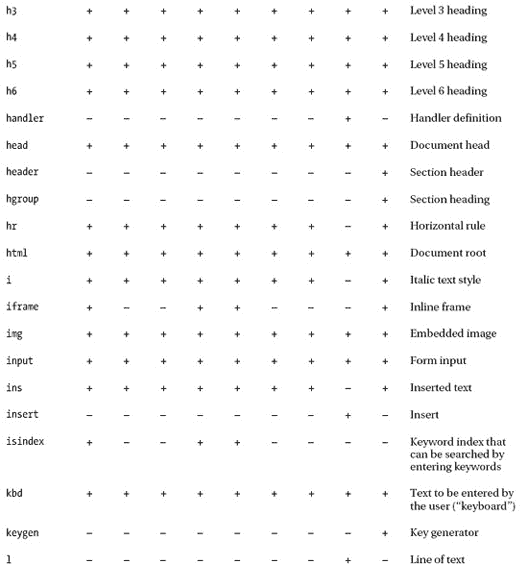 h3 + + + + + + + + + Level 3 heading
h4 + + + + + + + + + Level 4 heading
h5 + + + + + + + + + Level 5 heading
h6 + + + + + + + + + Level 6 heading
handler – – – – – – – + – Handler definition
head + + + + + + + + + Document head
header – – – – – – – – + Section header
hgroup – – – – – – – – + Section heading
hr + + + + + + + – + Horizontal rule
html + + + + + + + + + Document root
i + + + + + + + – + Italic text style
iframe + – – + + – – – + Inline frame
img + + + + + + + + + Embedded image
input + + + + + + + + + Form input
ins + + + + + + + – + Inserted text
insert – – – – – – – + – Insert
isindex + – – + + – – – – Keyword index that
can be searched by
entering keywords
kbd + + + + + + + + + Text to be entered by
the user (“keyboard”)
keygen – – – – – – – – + Key generator
l – – – – – – – + – Line of text